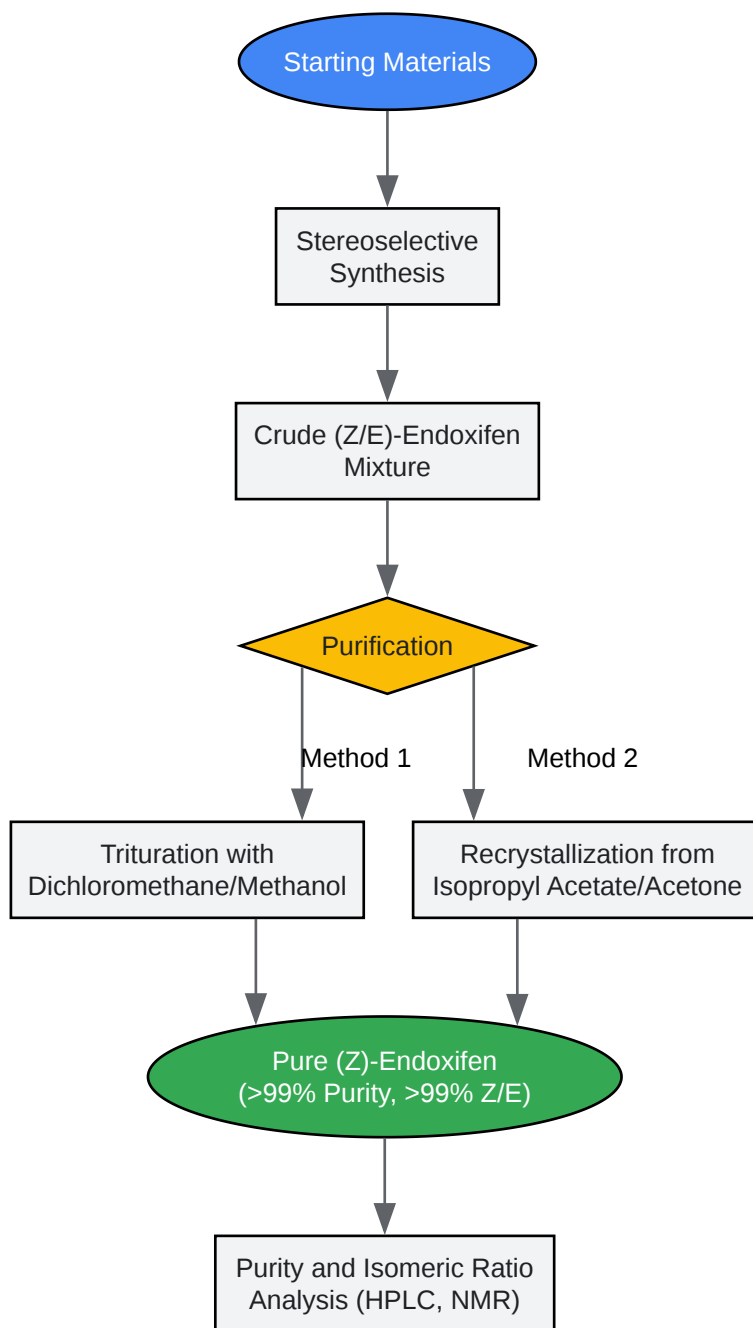 Starting Materials
Stereoselective
Synthesis
Crude (Z/E)-Endoxifen
Mixture
Purification
Method 1
Method 2
Trituration with
Dichloromethane/Methanol
Recrystallization from
Isopropyl Acetate/Acetone
Pure (Z)-Endoxifen
(>99% Purity, >99% Z/E)
Purity and Isomeric Ratio
Analysis (HPLC, NMR)